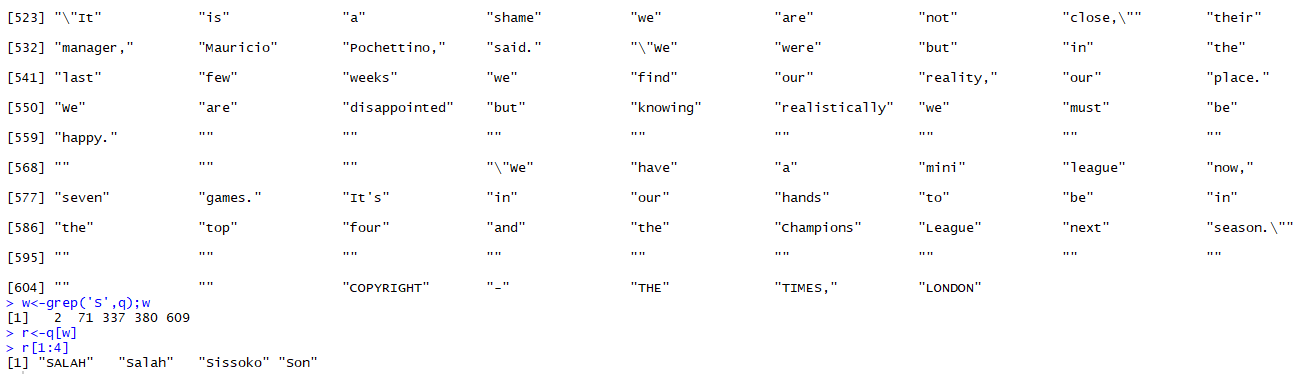 [523] "\"It" "is" "a" "shame" "we" "are" "not" "close,\"" "their"
[532] "manager," "Mauricio" "Pochettino," "said." "\"We" "were" "but" "in" "the"
[541] "last" "few" "weeks" "we" "find" "our" "reality," "our" "place."
[550] "We" "are" "disappointed" "but" "knowing" "realistically" "we" "must" "be"
[559] "happy." "" "" "" "" "" "" "" ""
[568] "" "" "" "\"We" "have" "a" "mini" "league" "now,"
[577] "seven" "games." "It's" "in" "our" "hands" "to" "be" "in"
[586] "the" "top" "four" "and" "the" "Champions" "League" "next" "season.\""
[595] "" "" "" "" "" "" "" "" ""
[604] "" "" "COPYRIGHT" "-" "THE" "TIMES," "LONDON"
> w<-grep('S',q);w
[1] 2 71 337 380 609
> r<-q[w]
> r[1:4]
[1] "SALAH" "Salah" "Sissoko" "Son"